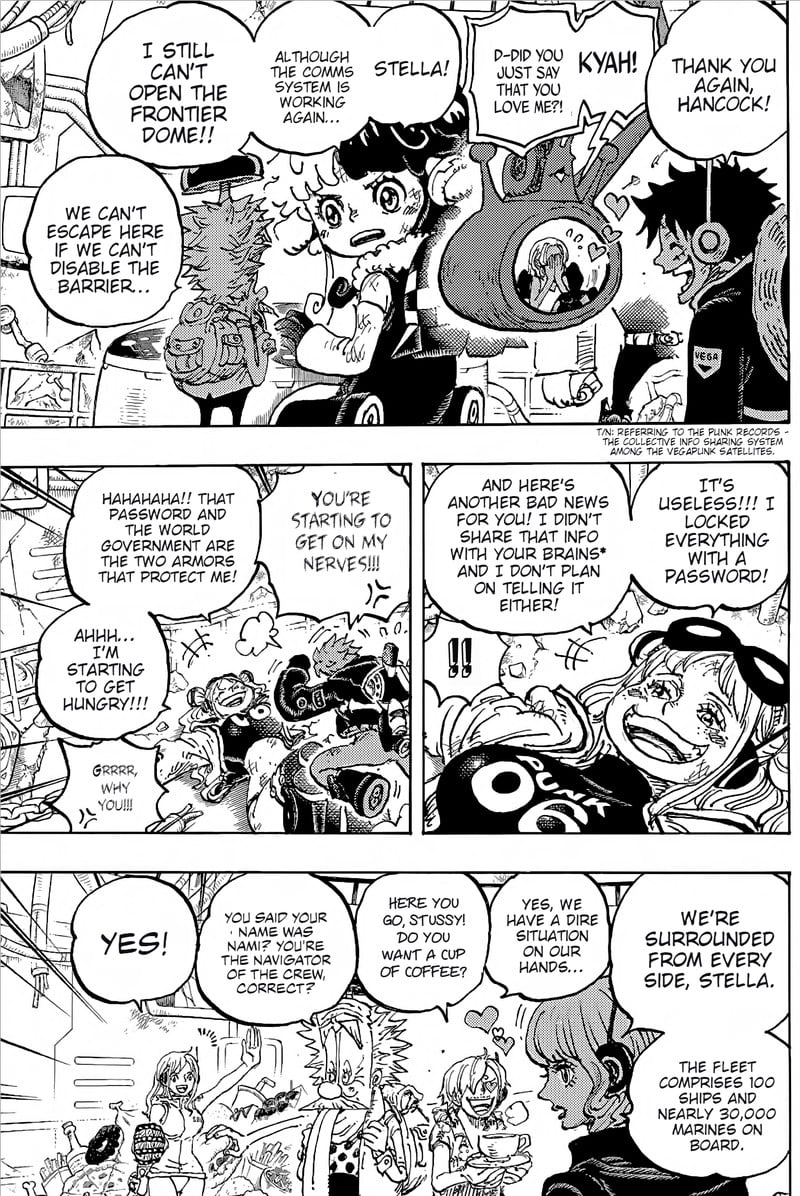 THANK YOU
AGAIN,
HANCOCK!
KYAH!
D-DID YOU
JUST SAY
THAT YOU
LOVE ME?!
STELLA!
ALTHOUGH
THE COMMS
SYSTEM IS
WORKING
AGAIN...
I STILL
CAN'T
OPEN THE
FRONTIER
DOME!!
WE CAN'T
ESCAPE HERE
IF WE CAN'T
DISABLE THE
BARRIER...
VEGA
T/N: REFERRING TO THE PUNK RECORDS -
THE COLLECTIVE INFO SHARING SYSTEM
AMONG THE VEGAPUNK SATELLITES.
IT'S
USELESS!!! I
LOCKED
EVERYTHING
WITH A
PASSWORD!
AND HERE'S
ANOTHER BAD NEWS
FOR YOU! I DIDN'T
SHARE THAT INFO
WITH YOUR BRAINS*
AND I DON'T PLAN
ON TELLING IT
EITHER!
!!
PUNK
06
YOU'RE
STARTING TO
GET ON MY
NERVES!!!
HAHAHAHA!! THAT
PASSWORD AND
THE WORLD
GOVERNMENT ARE
THE TWO ARMORS
THAT PROTECT ME!
AHHH...
I'M
STARTING
TO GET
HUNGRY!!!
GRRRR,
WHY
YOU!!!
WE'RE
SURROUNDED
FROM EVERY
SIDE, STELLA.
THE FLEET
COMPRISES 100
SHIPS AND
NEARLY 30,000
MARINES ON
BOARD.
YES, WE
HAVE A DIRE
SITUATION
ON OUR
HANDS...
HERE YOU
GO, STUSSY!
DO YOU
WANT A CUP
OF COFFEE?
YOU SAID YOUR
NAME WAS
NAMI? YOU'RE
THE NAVIGATOR
OF THE CREW,
CORRECT?
YES!